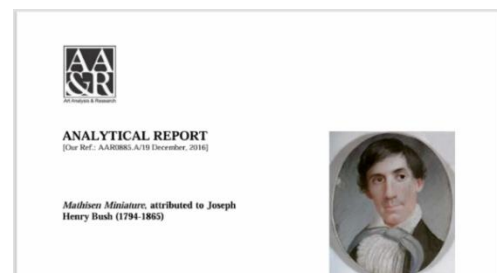 AA
&R
Art Analysis & Research
ANALYTICAL REPORT
[Our Ref.: AAR0885.A/19 December, 2016]
Mathisen Miniature, attributed to Joseph
Henry Bush (1794-1865)